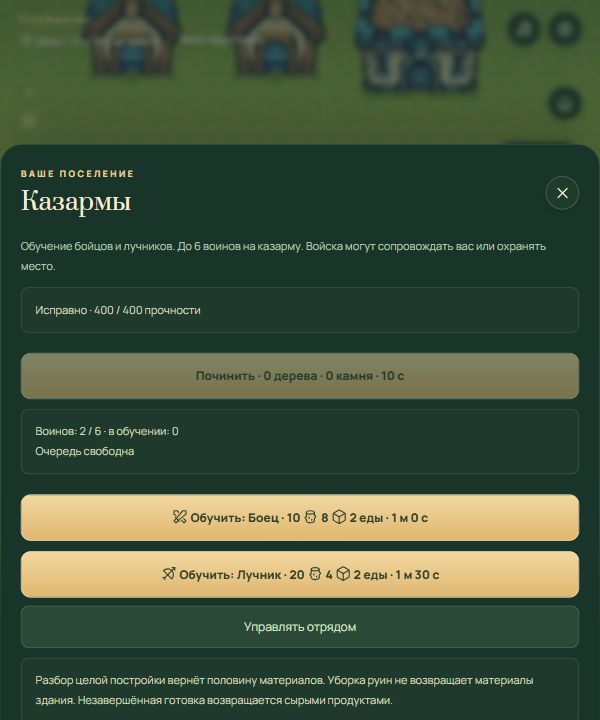 ВАШЕ ПОСЕЛЕНИЕ
Казармы
Обучение бойцов и лучников. До 6 воинов на казарму. Войска могут сопровождать вас или охранять
место.
Исправно · 400 / 400 прочности
Починить · 0 дерева · 0 камня · 10 с
Воинов: 2 / 6 · в обучении: 0
Очередь свободна
Обучить: Боец · 10 8 2 еды · 1 м 0 с
Обучить: Лучник · 20 4 2 еды · 1 м 30 с
Управлять отрядом
Разбор целой постройки вернёт половину материалов. Уборка руин не возвращает материалы
здания. Незавершённая готовка возвращается сырыми продуктами.